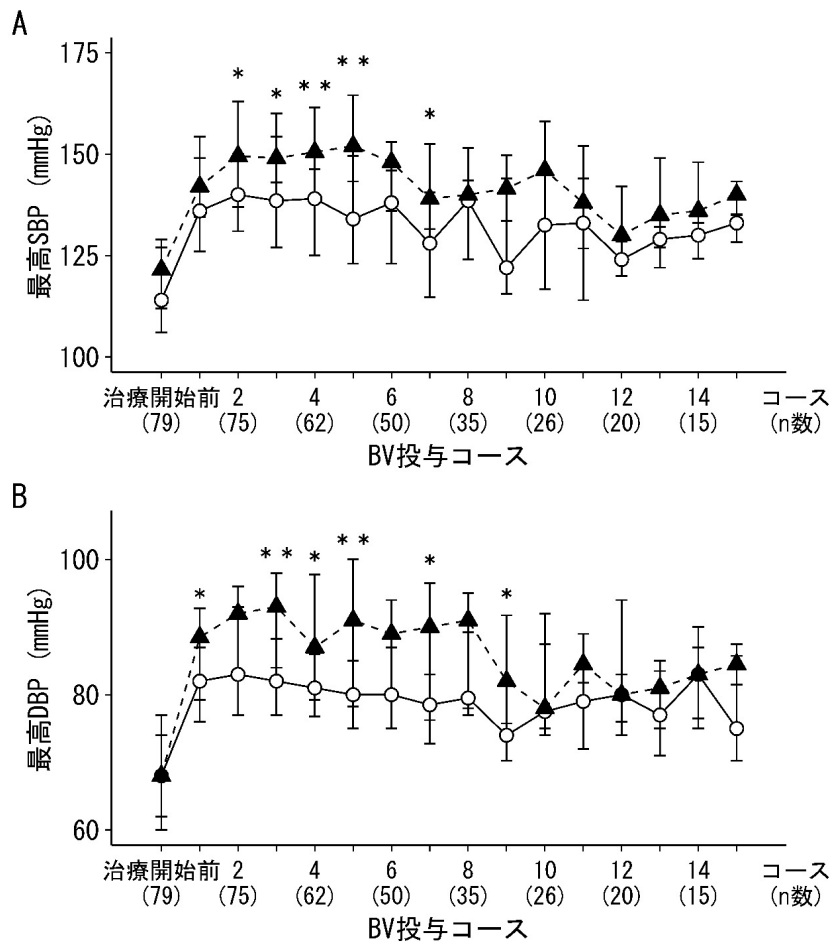 A
175
150
125
100
最高SBP (mmHg)
* * ** ** *
治療開始前 2 4 6 8 10 12 14 コース
(79) (75) (62) (50) (35) (26) (20) (15) (n数)
BV投与コース
B
100
80
60
最高DBP (mmHg)
* ** * ** * *
治療開始前 2 4 6 8 10 12 14 コース
(79) (75) (62) (50) (35) (26) (20) (15) (n数)
BV投与コース